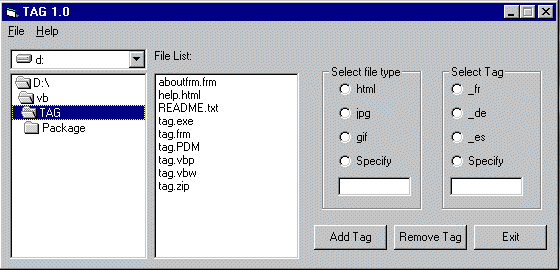 TAG 1.0
File Help
d:
D:\
vb
TAG
Package
File List:
aboutfrm.frm
help.html
README.txt
tag.exe
tag.frm
tag.PDM
tag.vbp
tag.vbw
tag.zip
Select file type
html
jpg
gif
Specify
Select Tag
_fr
_de
_es
Specify
Add Tag
Remove Tag
Exit